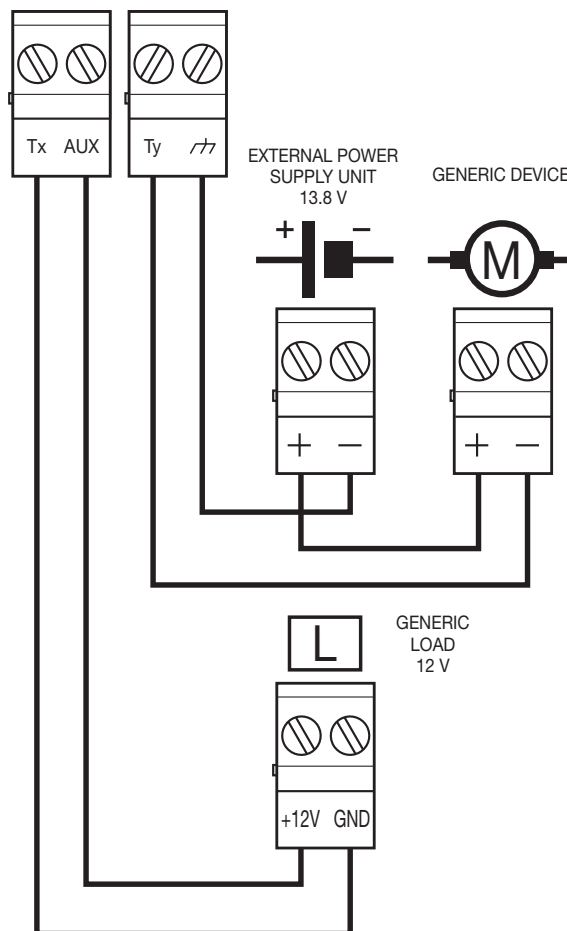 Tx AUX
Ty
EXTERNAL POWER
SUPPLY UNIT
13.8 V
GENERIC DEVICE
+ −
M
+ −
+ −
L
GENERIC
LOAD
12 V
+12V GND